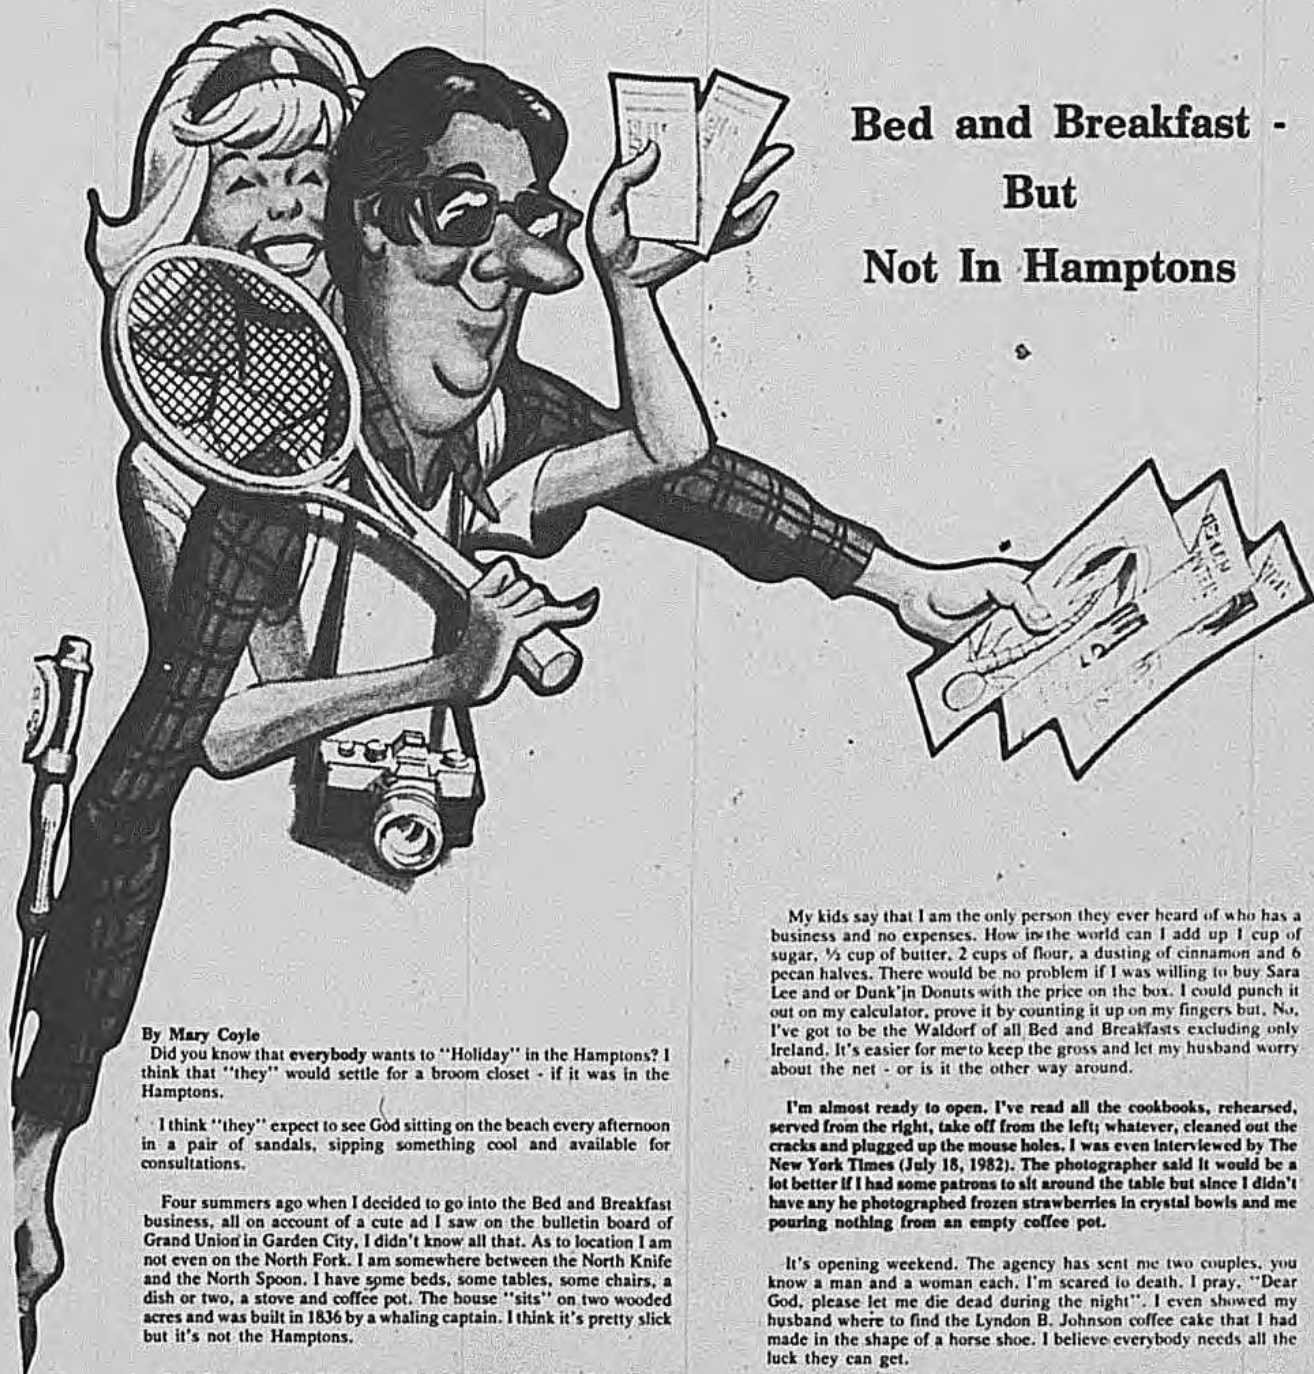 Bed and Breakfast -
But
Not In Hamptons
By Mary Coyle
Did you know that everybody wants to "Holiday" in the Hamptons? I
think that "they" would settle for a broom closet - if it was in the
Hamptons.
I think "they" expect to see God sitting on the beach every afternoon
in a pair of sandals, sipping something cool and available for
consultations.
Four summers ago when I decided to go into the Bed and Breakfast
business, all on account of a cute ad I saw on the bulletin board of
Grand Union in Garden City, I didn't know all that. As to location I am
not even on the North Fork. I am somewhere between the North Knife
and the North Spoon. I have some beds, some tables, some chairs, a
dish or two, a stove and coffee pot. The house "sits" on two wooded
acres and was built in 1836 by a whaling captain. I think it's pretty slick
but it's not the Hamptons.
My kids say that I am the only person they ever heard of who has a
business and no expenses. How in the world can I add up 1 cup of
sugar, ½ cup of butter, 2 cups of flour, a dusting of cinnamon and 6
pecan halves. There would be no problem if I was willing to buy Sara
Lee and or Dunk'in Donuts with the price on the box. I could punch it
out on my calculator, prove it by counting it up on my fingers but, No,
I've got to be the Waldorf of all Bed and Breakfasts excluding only
Ireland. It's easier for me to keep the gross and let my husband worry
about the net - or is it the other way around.
I'm almost ready to open. I've read all the cookbooks, rehearsed,
served from the right, take off from the left; whatever, cleaned out the
cracks and plugged up the mouse holes. I was even interviewed by The
New York Times (July 18, 1982). The photographer said it would be a
lot better if I had some patrons to sit around the table but since I didn't
have any he photographed frozen strawberries in crystal bowls and me
pouring nothing from an empty coffee pot.
It's opening weekend. The agency has sent me two couples, you
know a man and a woman each. I'm scared to death. I pray, "Dear
God, please let me die dead during the night". I even showed my
husband where to find the Lyndon B. Johnson coffee cake that I had
made in the shape of a horse shoe. I believe everybody needs all the
luck they can get.